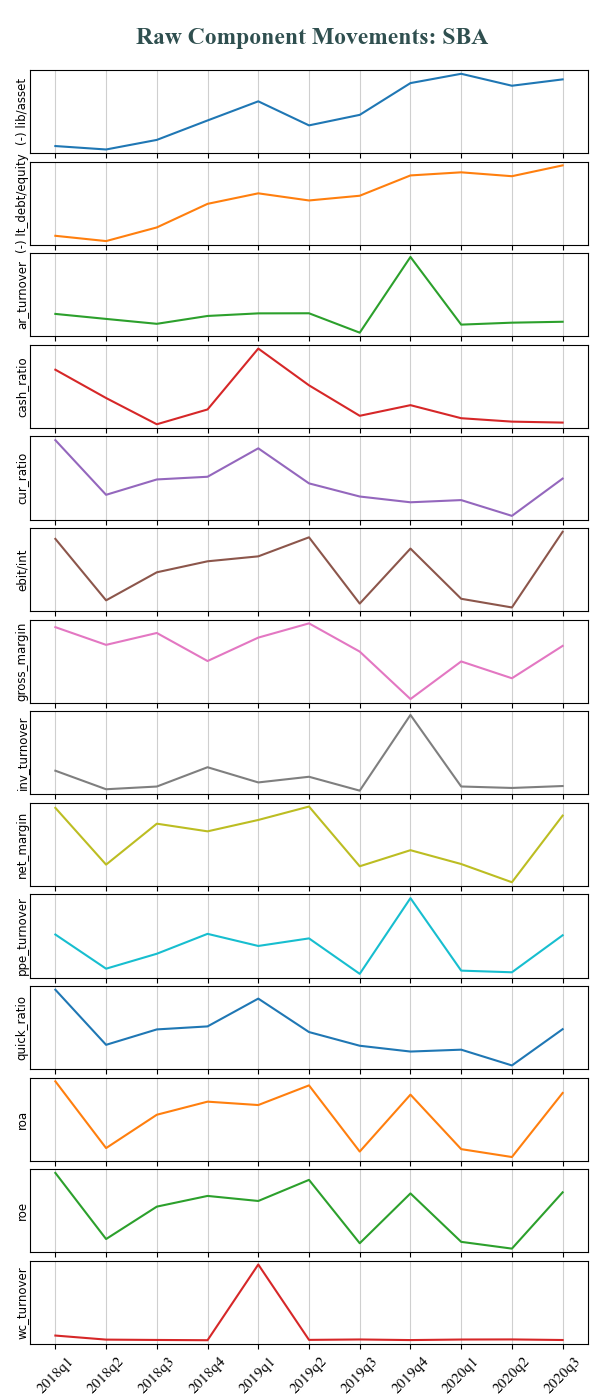 Raw Component Movements: SBA
(-) lib/asset
(-) lt_debt/equity
ar_turnover
cash_ratio
cur_ratio
ebit/int
gross_margin
inv_turnover
net_margin
ppe_turnover
quick_ratio
roa
roe
wc_turnover
2018q1 2018q2 2018q3 2018q4 2019q1 2019q2 2019q3 2019q4 2020q1 2020q2 2020q3